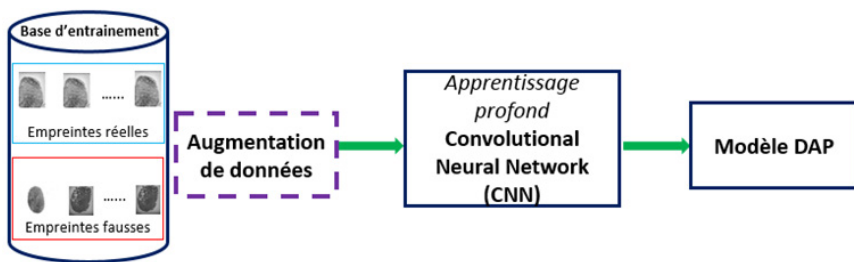 Base d'entrainement
......
Empreintes réelles
......
Empreintes fausses
Augmentation
de données
Apprentissage
profond
Convolutional
Neural Network
(CNN)
Modèle DAP